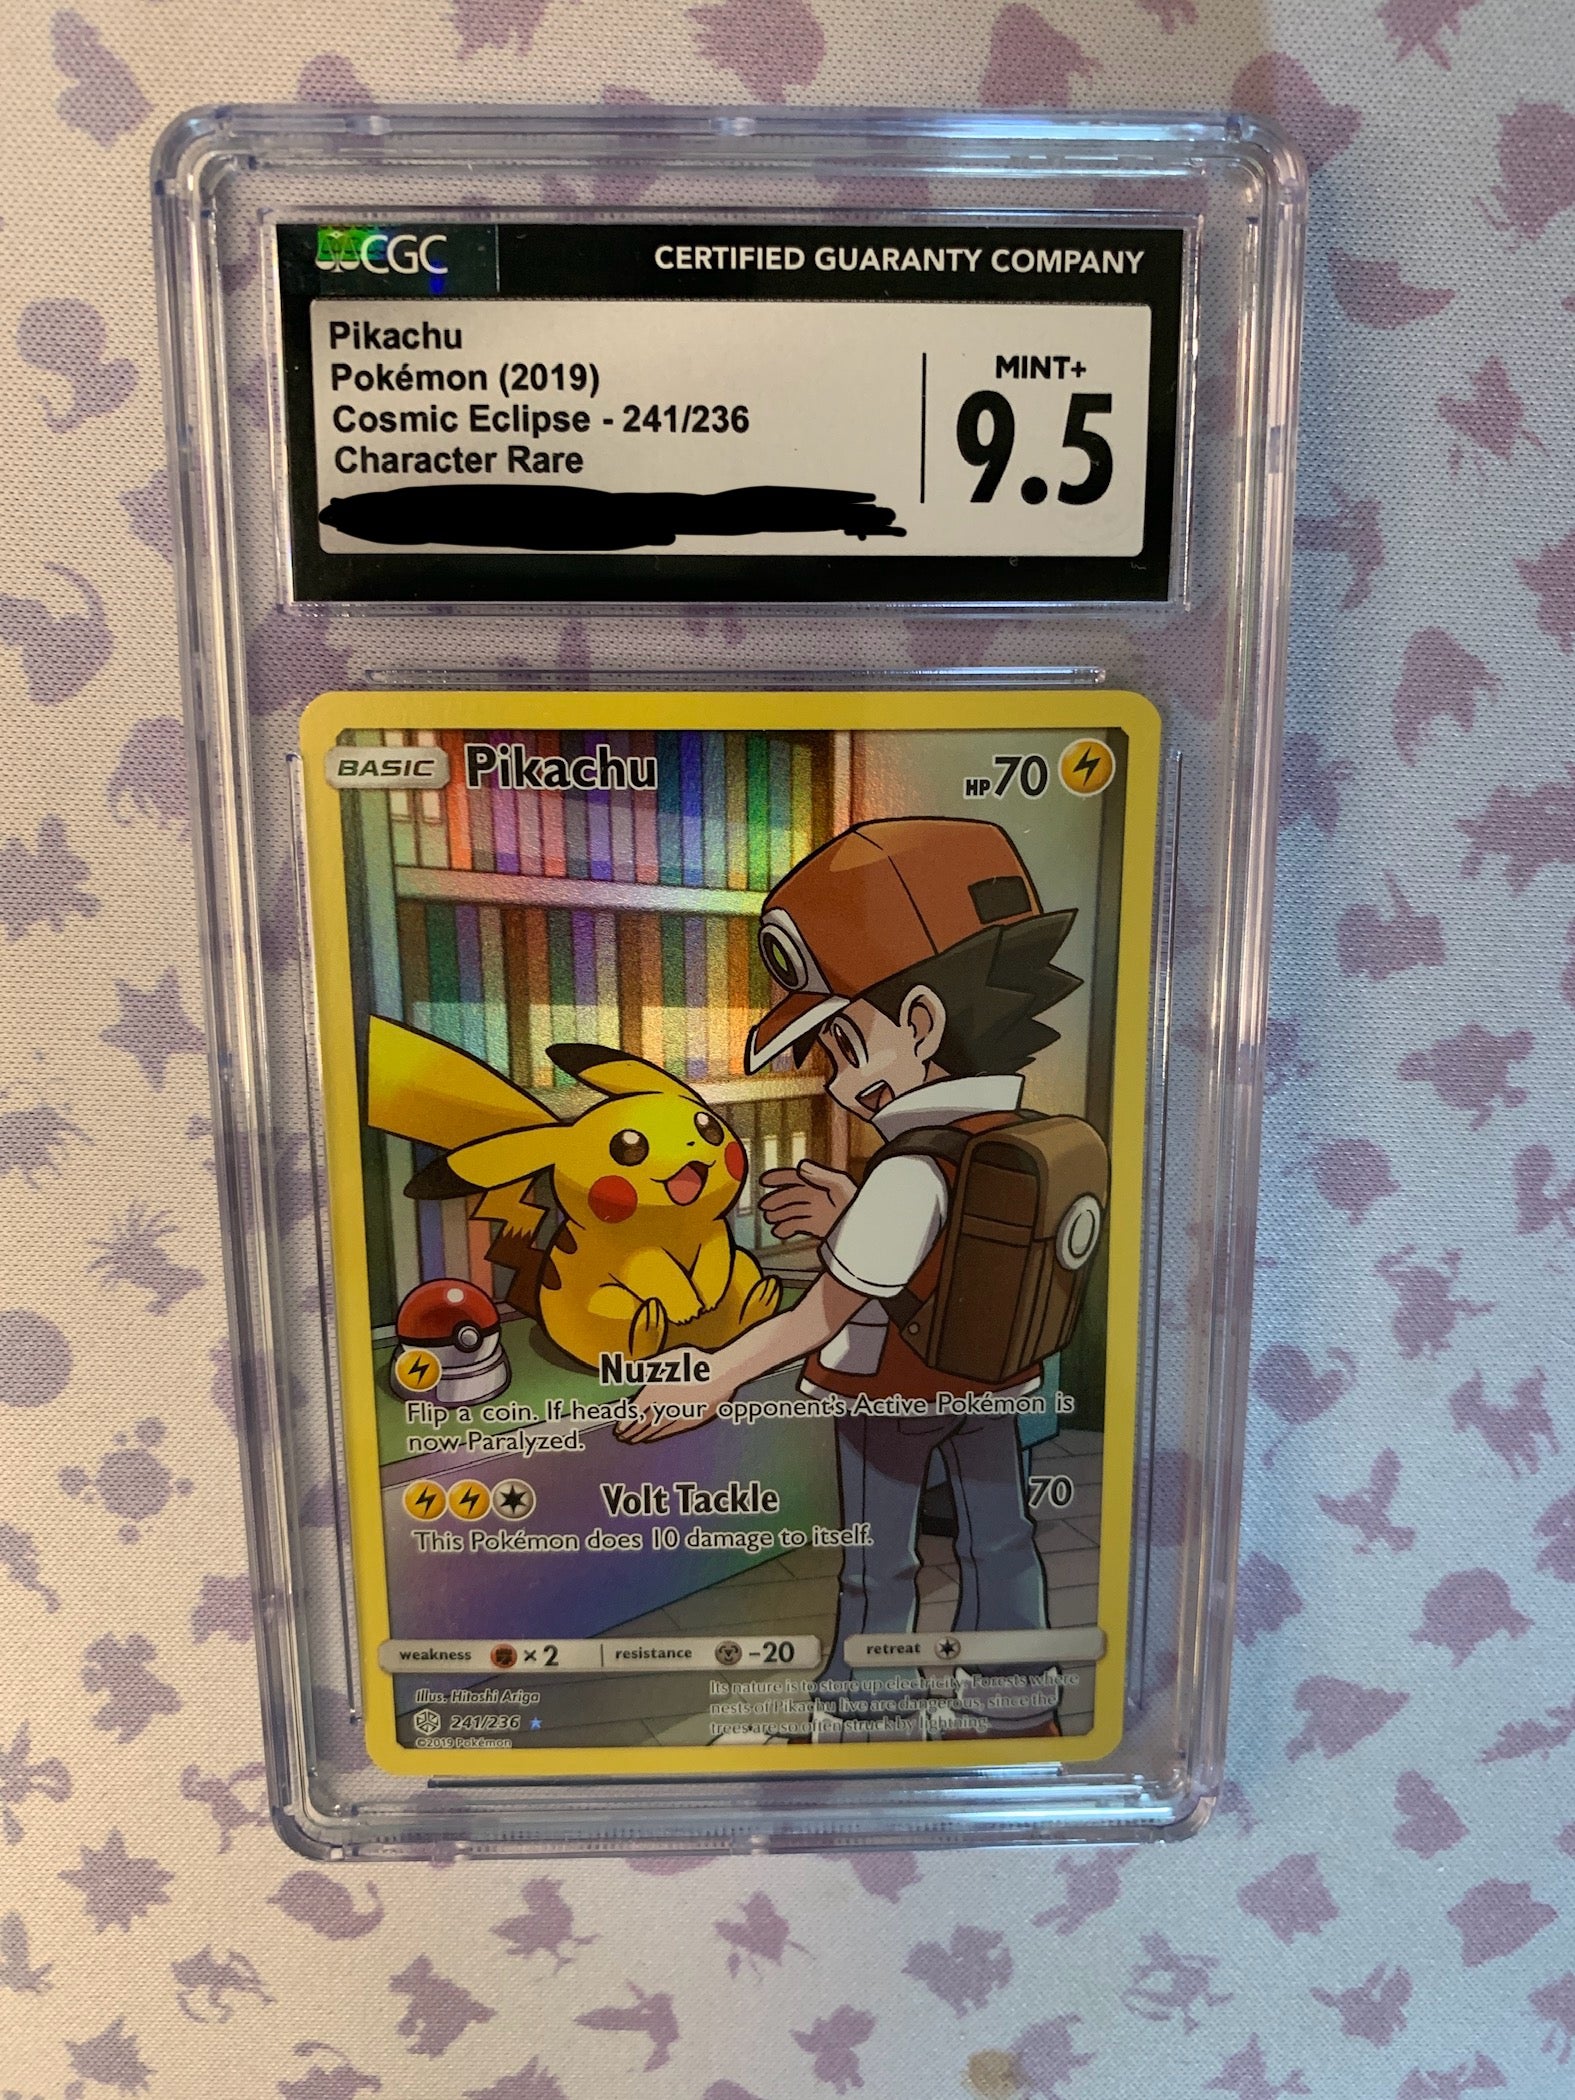 CGC
CERTIFIED GUARANTY COMPANY
Pikachu
Pokémon (2019)
Cosmic Eclipse - 241/236
Character Rare
MINT+
9.5
BASIC Pikachu HP70
Nuzzle
Flip a coin. If heads, your opponent's Active Pokémon is
now Paralyzed.
Volt Tackle 70
This Pokémon does 10 damage to itself.
weakness × 2 resistance -20 retreat
Illus. Hitoshi Ariga
241/236
©2019 Pokémon
Its nature is to store up electricity. Forests where
nests of Pikachu live are dangerous, since the
trees are so often struck by lightning.